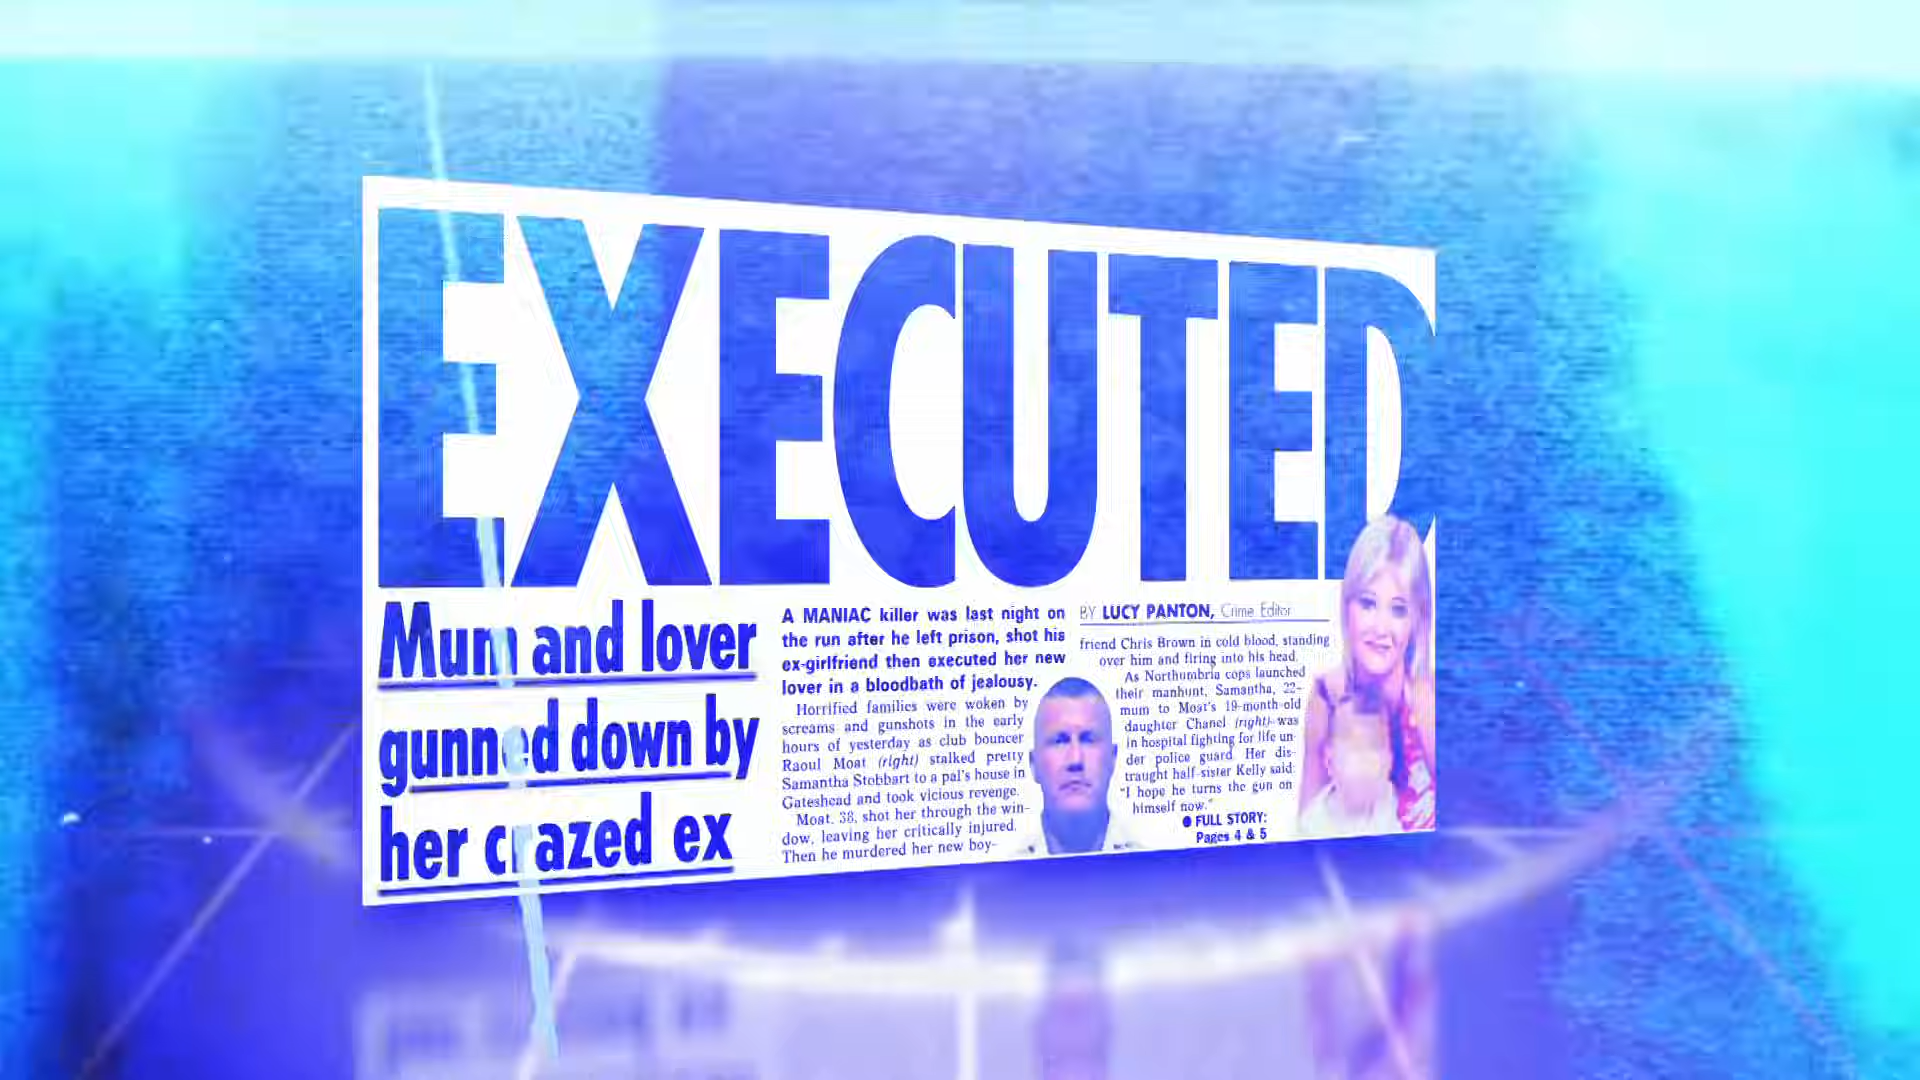 EXECUTED
Mum and lover
gunned down by
her crazed ex
A MANIAC killer was last night on
the run after he left prison, shot his
ex-girlfriend then executed her new
lover in a bloodbath of jealousy.
Horrified families were woken by
screams and gunshots in the early
hours of yesterday as club bouncer
Raoul Moat (right) stalked pretty
Samantha Stobbart to a pal's house in
Gateshead and took vicious revenge.
Moat, 38, shot her through the win-
dow, leaving her critically injured.
Then he murdered her new boy-
BY LUCY PANTON, Crime Editor
friend Chris Brown in cold blood, standing
over him and firing into his head.
As Northumbria cops launched
their manhunt, Samantha, 22–
mum to Moat's 19-month-old
daughter Chanel (right)–was
in hospital fighting for life un-
der police guard. Her dis-
traught half-sister Kelly said:
"I hope he turns the gun on
himself now."
● FULL STORY:
Pages 4 & 5